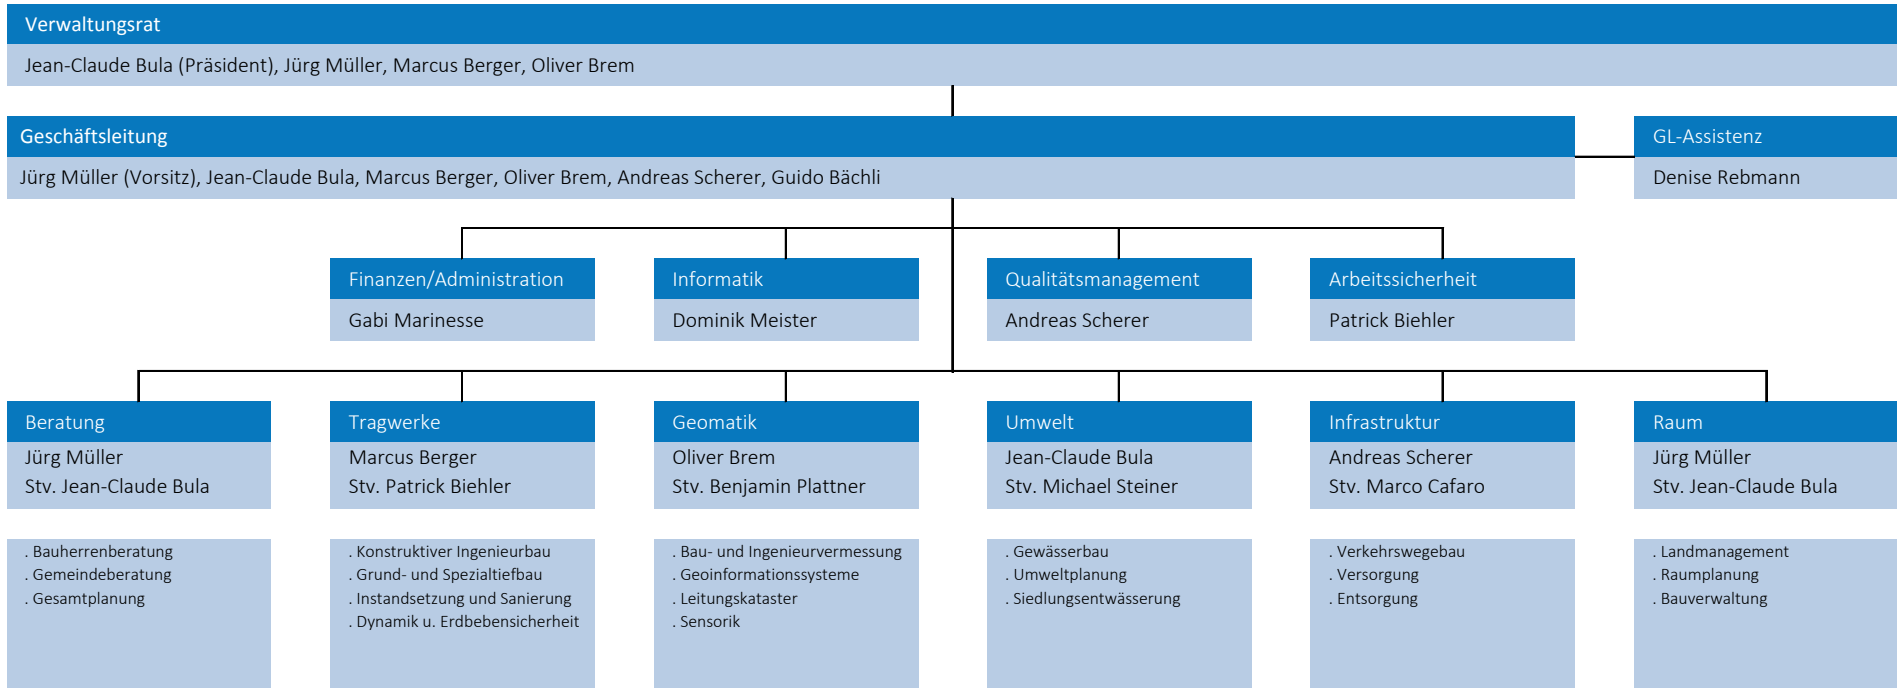 Verwaltungsrat
Jean-Claude Bula (Präsident), Jürg Müller, Marcus Berger, Oliver Brem
Geschäftsleitung
Jürg Müller (Vorsitz), Jean-Claude Bula, Marcus Berger, Oliver Brem, Andreas Scherer, Guido Bächli
GL-Assistenz
Denise Rebmann
Finanzen/Administration
Gabi Marinesse
Informatik
Dominik Meister
Qualitätsmanagement
Andreas Scherer
Arbeitssicherheit
Patrick Biehler
Beratung
Jürg Müller
Stv. Jean-Claude Bula
. Bauherrenberatung
. Gemeindeberatung
. Gesamtplanung
Tragwerke
Marcus Berger
Stv. Patrick Biehler
. Konstruktiver Ingenieurbau
. Grund- und Spezialtiefbau
. Instandsetzung und Sanierung
. Dynamik u. Erdbebensicherheit
Geomatik
Oliver Brem
Stv. Benjamin Plattner
. Bau- und Ingenieurvermessung
. Geoinformationssysteme
. Leitungskataster
. Sensorik
Umwelt
Jean-Claude Bula
Stv. Michael Steiner
. Gewässerbau
. Umweltplanung
. Siedlungsentwässerung
Infrastruktur
Andreas Scherer
Stv. Marco Cafaro
. Verkehrswegebau
. Versorgung
. Entsorgung
Raum
Jürg Müller
Stv. Jean-Claude Bula
. Landmanagement
. Raumplanung
. Bauverwaltung